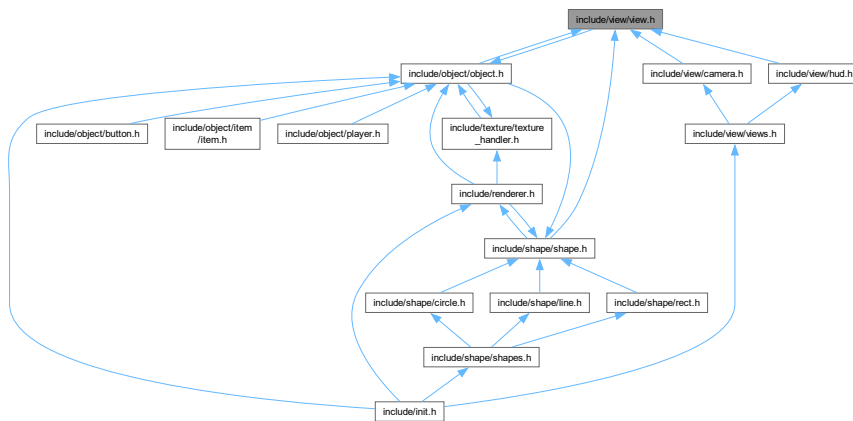 include/view/view.h
include/object/object.h
include/view/camera.h
include/view/hud.h
include/object/button.h
include/object/item
/item.h
include/object/player.h
include/texture/texture
_handler.h
include/view/views.h
include/renderer.h
include/shape/shape.h
include/shape/circle.h
include/shape/line.h
include/shape/rect.h
include/shape/shapes.h
include/init.h